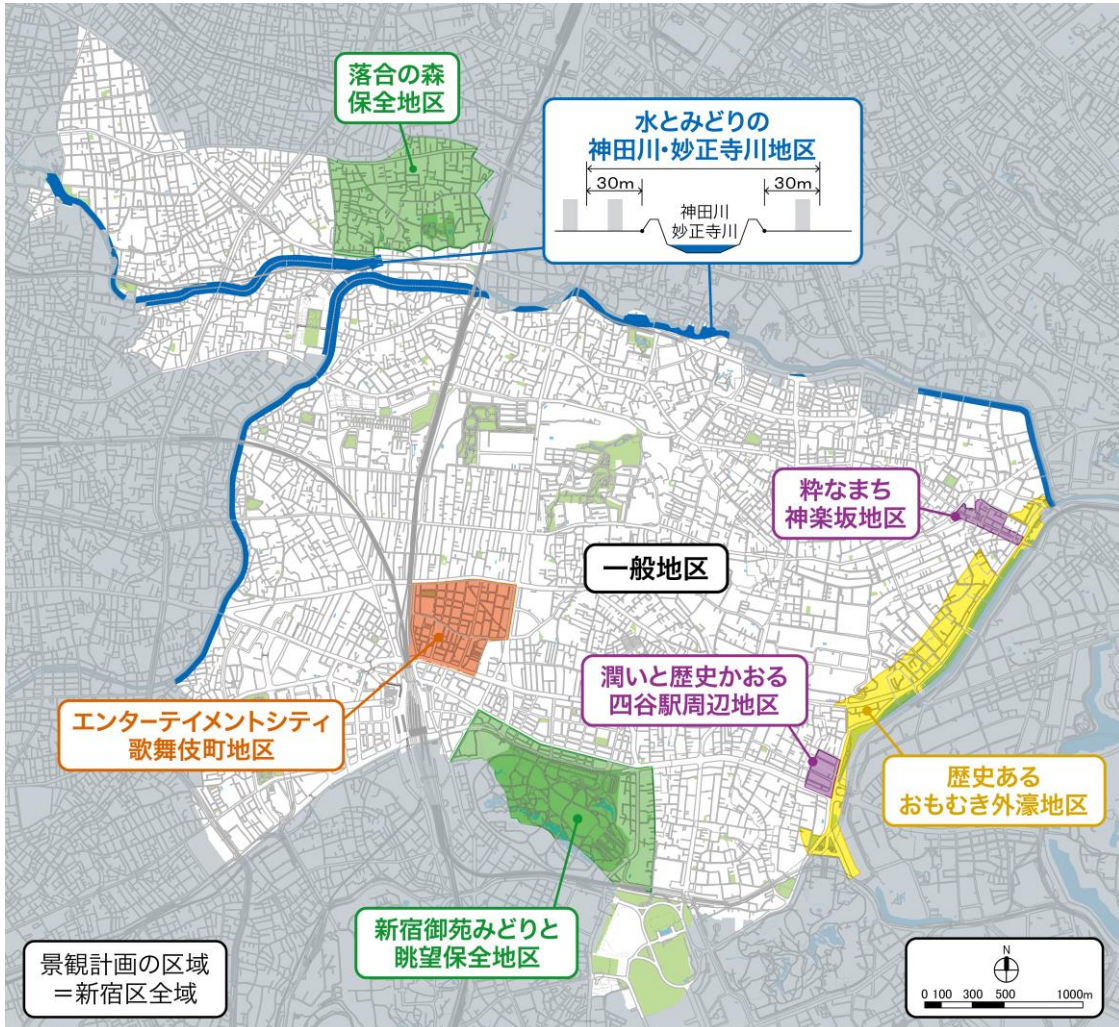 落合の森
保全地区
水とみどりの
神田川・妙正寺川地区
30m
30m
神田川
妙正寺川
粋なまち
神楽坂地区
一般地区
潤いと歴史かおる
四谷駅周辺地区
エンターテイメントシティ
歌舞伎町地区
歴史ある
おもむき外濠地区
新宿御苑みどりと
眺望保全地区
景観計画の区域
＝新宿区全域
N
0 100 300 500 1000m